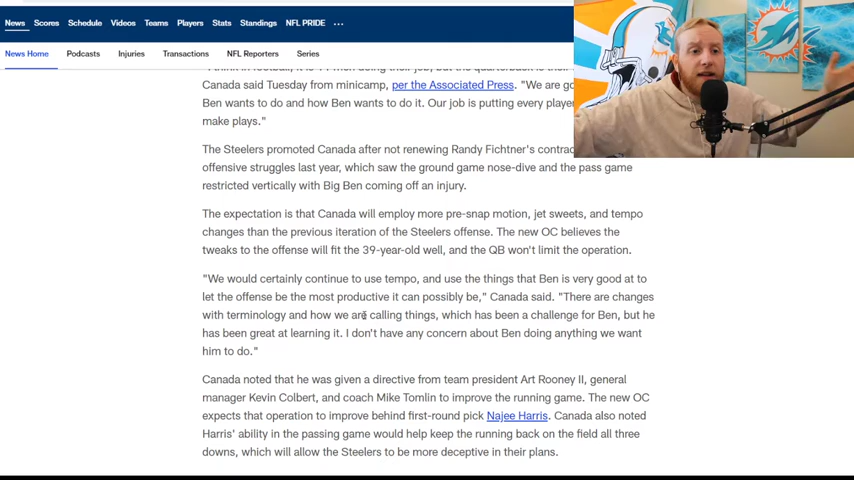 News Scores Schedule Videos Teams Players Stats Standings NFL PRIDE ...
News Home Podcasts Injuries Transactions NFL Reporters Series
Canada said Tuesday from minicamp, per the Associated Press. "We are go
Ben wants to do and how Ben wants to do it. Our job is putting every player
make plays."
The Steelers promoted Canada after not renewing Randy Fichtner's contrac
offensive struggles last year, which saw the ground game nose-dive and the pass game
restricted vertically with Big Ben coming off an injury.
The expectation is that Canada will employ more pre-snap motion, jet sweets, and tempo
changes than the previous iteration of the Steelers offense. The new OC believes the
tweaks to the offense will fit the 39-year-old well, and the QB won't limit the operation.
"We would certainly continue to use tempo, and use the things that Ben is very good at to
let the offense be the most productive it can possibly be," Canada said. "There are changes
with terminology and how we are calling things, which has been a challenge for Ben, but he
has been great at learning it. I don't have any concern about Ben doing anything we want
him to do."
Canada noted that he was given a directive from team president Art Rooney II, general
manager Kevin Colbert, and coach Mike Tomlin to improve the running game. The new OC
expects that operation to improve behind first-round pick Najee Harris. Canada also noted
Harris' ability in the passing game would help keep the running back on the field all three
downs, which will allow the Steelers to be more deceptive in their plans.